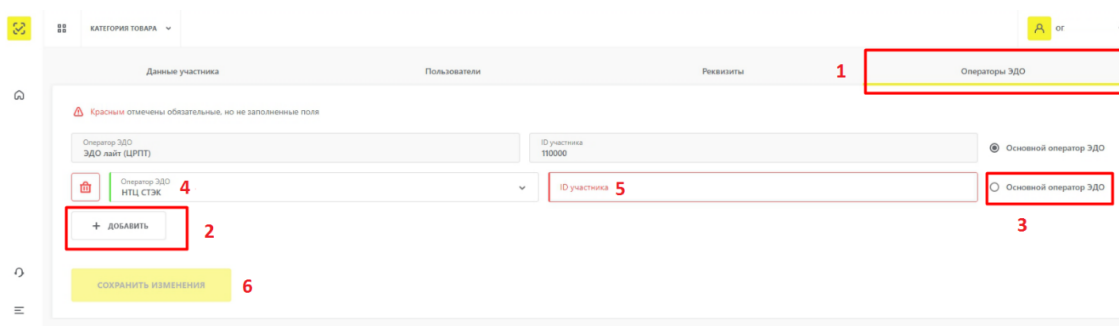 КАТЕГОРИЯ ТОВАРА
ог
Данные участника Пользователи Реквизиты 1 Операторы ЭДО
Красным отмечены обязательные, но не заполненные поля
Оператор ЭДО
ЭДО лайт (ЦРПТ)
ID участника
110000
Основной оператор ЭДО
Оператор ЭДО
НТЦ СТЭК
4
ID участника 5
Основной оператор ЭДО
+ ДОБАВИТЬ 2
3
СОХРАНИТЬ ИЗМЕНЕНИЯ 6